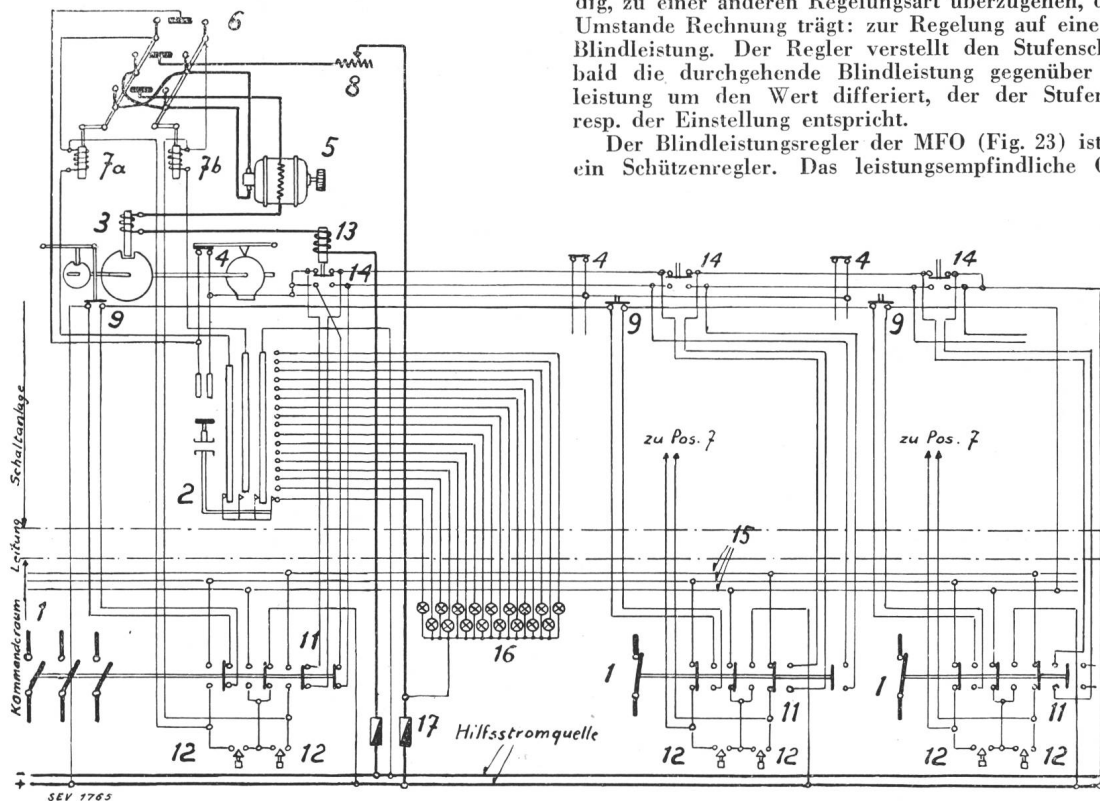 dig, zu einer anderen Regelungsart überzugehen,
Umstande Rechnung trägt: zur Regelung auf eine
Blindleistung. Der Regler verstellt den Stufensch
bald die durchgehende Blindleistung gegenüber
leistung um den Wert differiert, der der Stufen
resp. der Einstellung entspricht.
Der Blindleistungsregler der MFO (Fig. 23) ist
ein Schützenregler. Das leistungsempfindliche
6
8
7a
7b
5
3
13
4
14
4
14
4
14
9
9
9
Schaltanlage
zu Pos. 7
zu Pos. 7
2
Leitung
15
Kommandoraum
1
16
11
1
11
1
11
17
Hilfsstromquelle
12
12
12
12
12
12
-
+
SEV 1765